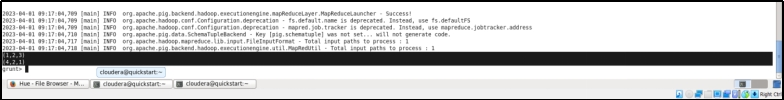 2023-04-01 09:17:04,709 [main] INFO  org.apache.pig.backend.hadoop.executionengine.mapReduceLayer.MapReduceLauncher - Success!
2023-04-01 09:17:04,709 [main] INFO  org.apache.hadoop.conf.Configuration.deprecation - fs.default.name is deprecated. Instead, use fs.defaultFS
2023-04-01 09:17:04,709 [main] INFO  org.apache.hadoop.conf.Configuration.deprecation - mapred.job.tracker is deprecated. Instead, use mapreduce.jobtracker.address
2023-04-01 09:17:04,710 [main] INFO  org.apache.pig.data.SchemaTupleBackend - Key [pig.schematuple] was not set... will not generate code.
2023-04-01 09:17:04,717 [main] INFO  org.apache.hadoop.mapreduce.lib.input.FileInputFormat - Total input paths to process : 1
2023-04-01 09:17:04,718 [main] INFO  org.apache.pig.backend.hadoop.executionengine.util.MapRedUtil - Total input paths to process : 1
(1,2,3)
(4,2,1)
grunt>
cloudera@quickstart:~
Hue - File Browser - M... cloudera@quickstart:~ cloudera@quickstart:~
Right Ctrl